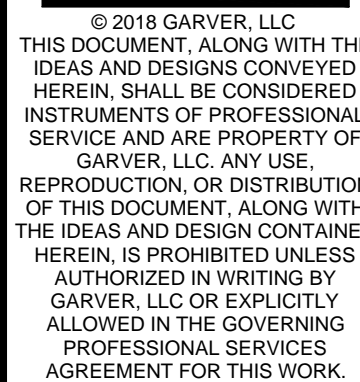 © 2018 GARVER, LLC
THIS DOCUMENT, ALONG WITH TH
IDEAS AND DESIGNS CONVEYED
HEREIN, SHALL BE CONSIDERED
INSTRUMENTS OF PROFESSIONAL
SERVICE AND ARE PROPERTY OF
GARVER, LLC. ANY USE,
REPRODUCTION, OR DISTRIBUTION
OF THIS DOCUMENT, ALONG WITH
THE IDEAS AND DESIGN CONTAINE
HEREIN, IS PROHIBITED UNLESS
AUTHORIZED IN WRITING BY
GARVER, LLC OR EXPLICITLY
ALLOWED IN THE GOVERNING
PROFESSIONAL SERVICES
AGREEMENT FOR THIS WORK.